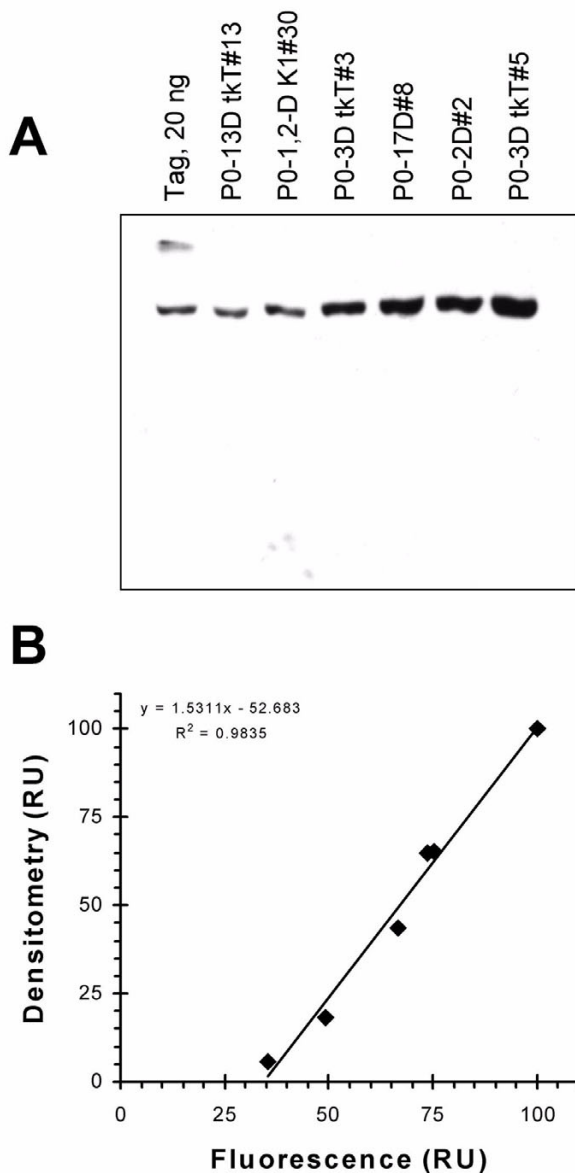 A
Tag, 20 ng
P0-13D tkT#13
P0-1,2-D K1#30
P0-3D tkT#3
P0-17D#8
P0-2D#2
P0-3D tkT#5
B
y = 1.5311x - 52.683
R² = 0.9835
100
75
50
25
0
Densitometry (RU)
0 25 50 75 100
Fluorescence (RU)